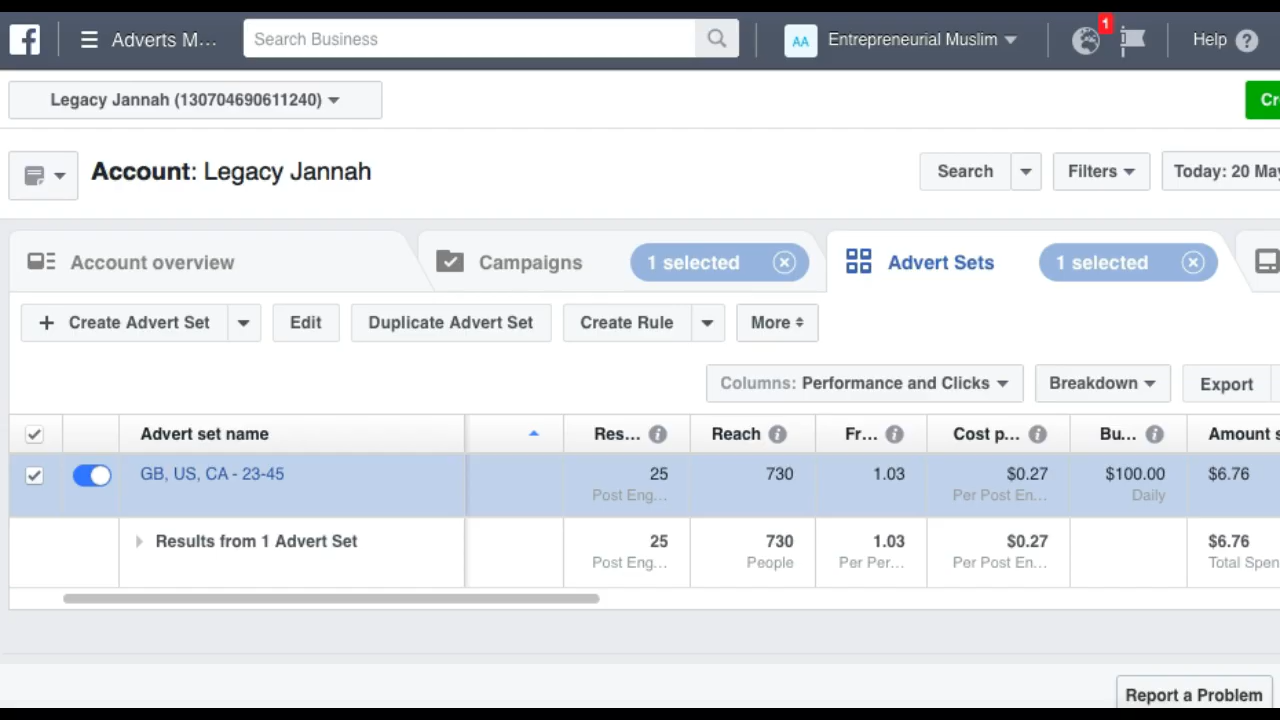 f Adverts M... Search Business AA Entrepreneurial Muslim 1 Help ?
Legacy Jannah (130704690611240) Cr
Account: Legacy Jannah Search Filters Today: 20 May
Account overview Campaigns 1 selected Advert Sets 1 selected
+ Create Advert Set Edit Duplicate Advert Set Create Rule More
Columns: Performance and Clicks Breakdown Export
Advert set name Res... Reach Fr... Cost p... Bu... Amount s
GB, US, CA - 23-45 25 730 1.03 $0.27 $100.00 $6.76
Post Eng... Per Post En... Daily
Results from 1 Advert Set 25 730 1.03 $0.27 $6.76
Post Eng... People Per Per... Per Post En... Total Spen
Report a Problem